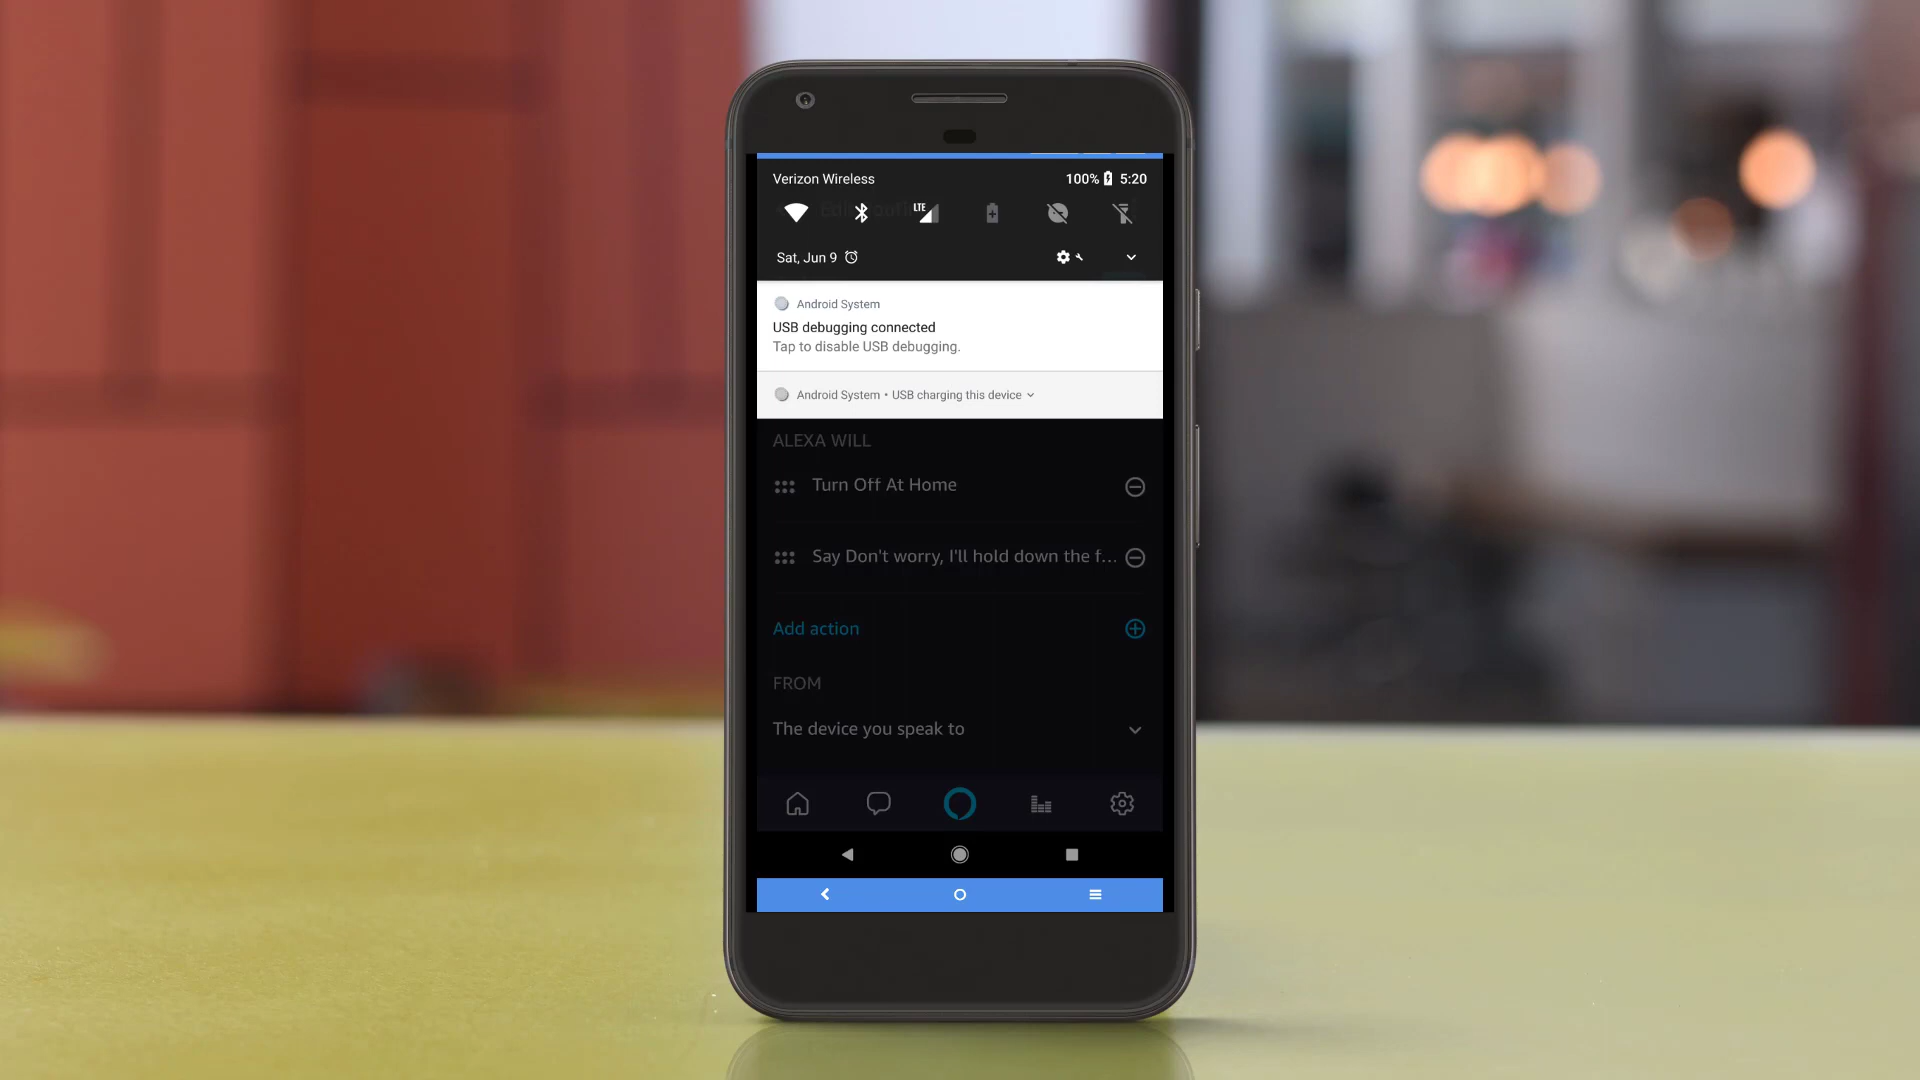 Verizon Wireless
100% 5:20
LTE
Sat, Jun 9
Android System
USB debugging connected
Tap to disable USB debugging.
Android System • USB charging this device
ALEXA WILL
Turn Off At Home
Say Don't worry, I'll hold down the f...
Add action
FROM
The device you speak to